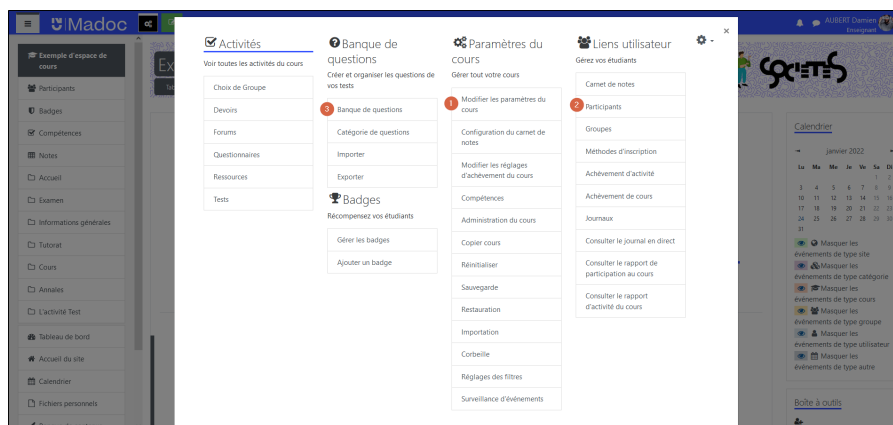 Madoc
AUBERT Damien
Enseignant
Exemple d'espace de
cours
Participants
Badges
Compétences
Notes
Accueil
Examen
Informations générales
Tutorat
Cours
Annales
L'activité Test
Tableau de bord
Accueil du site
Calendrier
Fichiers personnels
Ex
×
Activités
Voir toutes les activités du cours
Choix de Groupe
Devoirs
Forums
Questionnaires
Ressources
Tests
Banque de
questions
Créer et organiser les questions de
vos tests
3 Banque de questions
Catégorie de questions
Importer
Exporter
Badges
Récompensez vos étudiants
Gérer les badges
Ajouter un badge
Paramètres du
cours
Gérer tout votre cours
1 Modifier les paramètres du
cours
Configuration du carnet de
notes
Modifier les réglages
d'achèvement du cours
Compétences
Administration du cours
Copier cours
Réinitialiser
Sauvegarde
Restauration
Importation
Corbeille
Réglages des filtres
Surveillance d'événements
Liens utilisateur
Gérez vos étudiants
Carnet de notes
2 Participants
Groupes
Méthodes d'inscription
Achèvement d'activité
Achèvement de cours
Journaux
Consulter le journal en direct
Consulter le rapport de
participation au cours
Consulter le rapport
d'activité du cours
SOCIETES
Calendrier
janvier 2022
Lu Ma Me Je Ve Sa Di
1 2
3 4 5 6 7 8 9
10 11 12 13 14 15 16
17 18 19 20 21 22 23
24 25 26 27 28 29 30
31
Masquer les
événements de type site
Masquer les
événements de type catégorie
Masquer les
événements de type cours
Masquer les
événements de type groupe
Masquer les
événements de type utilisateur
Masquer les
événements de type autre
Boîte à outils